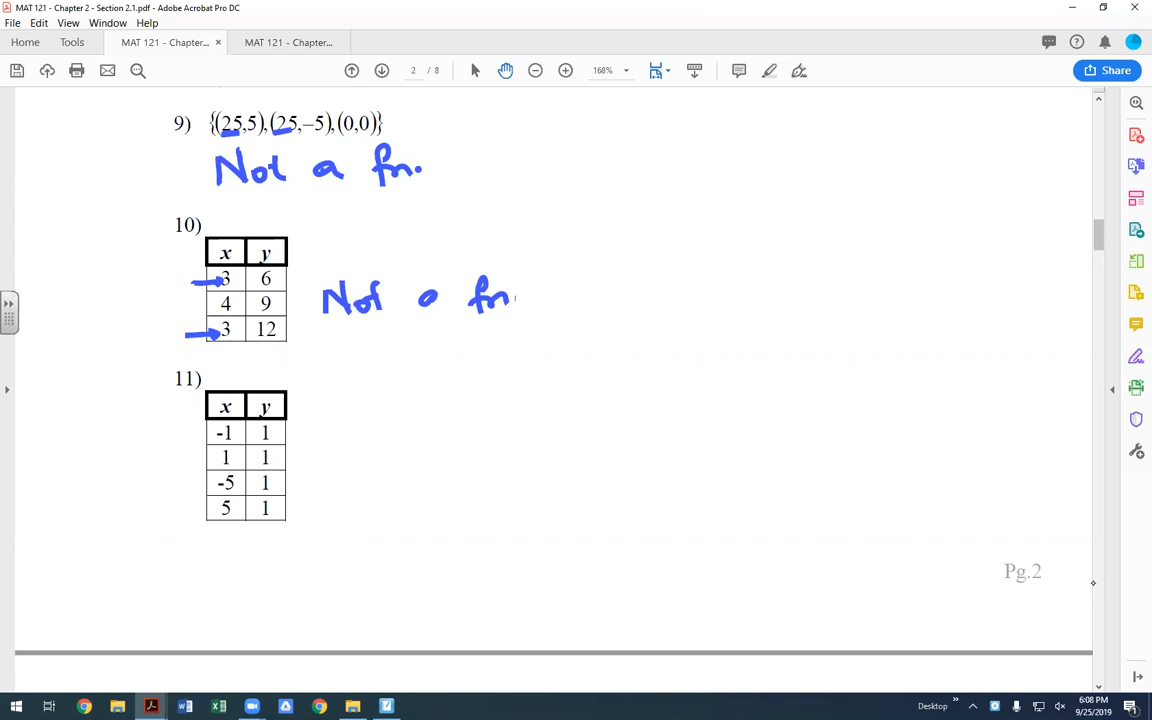 MAT 121 - Chapter 2 - Section 2.1.pdf - Adobe Acrobat Pro DC
File Edit View Window Help
Home Tools MAT 121 - Chapter... × MAT 121 - Chapter...
2 / 8 168% Share
9) {(25,5),(25,–5),(0,0)}
Not a fn.
10)
x y
3 6
4 9
3 12
Not a fn.
11)
x y
-1 1
1 1
-5 1
5 1
Pg.2
Desktop » 6:08 PM
9/25/2019